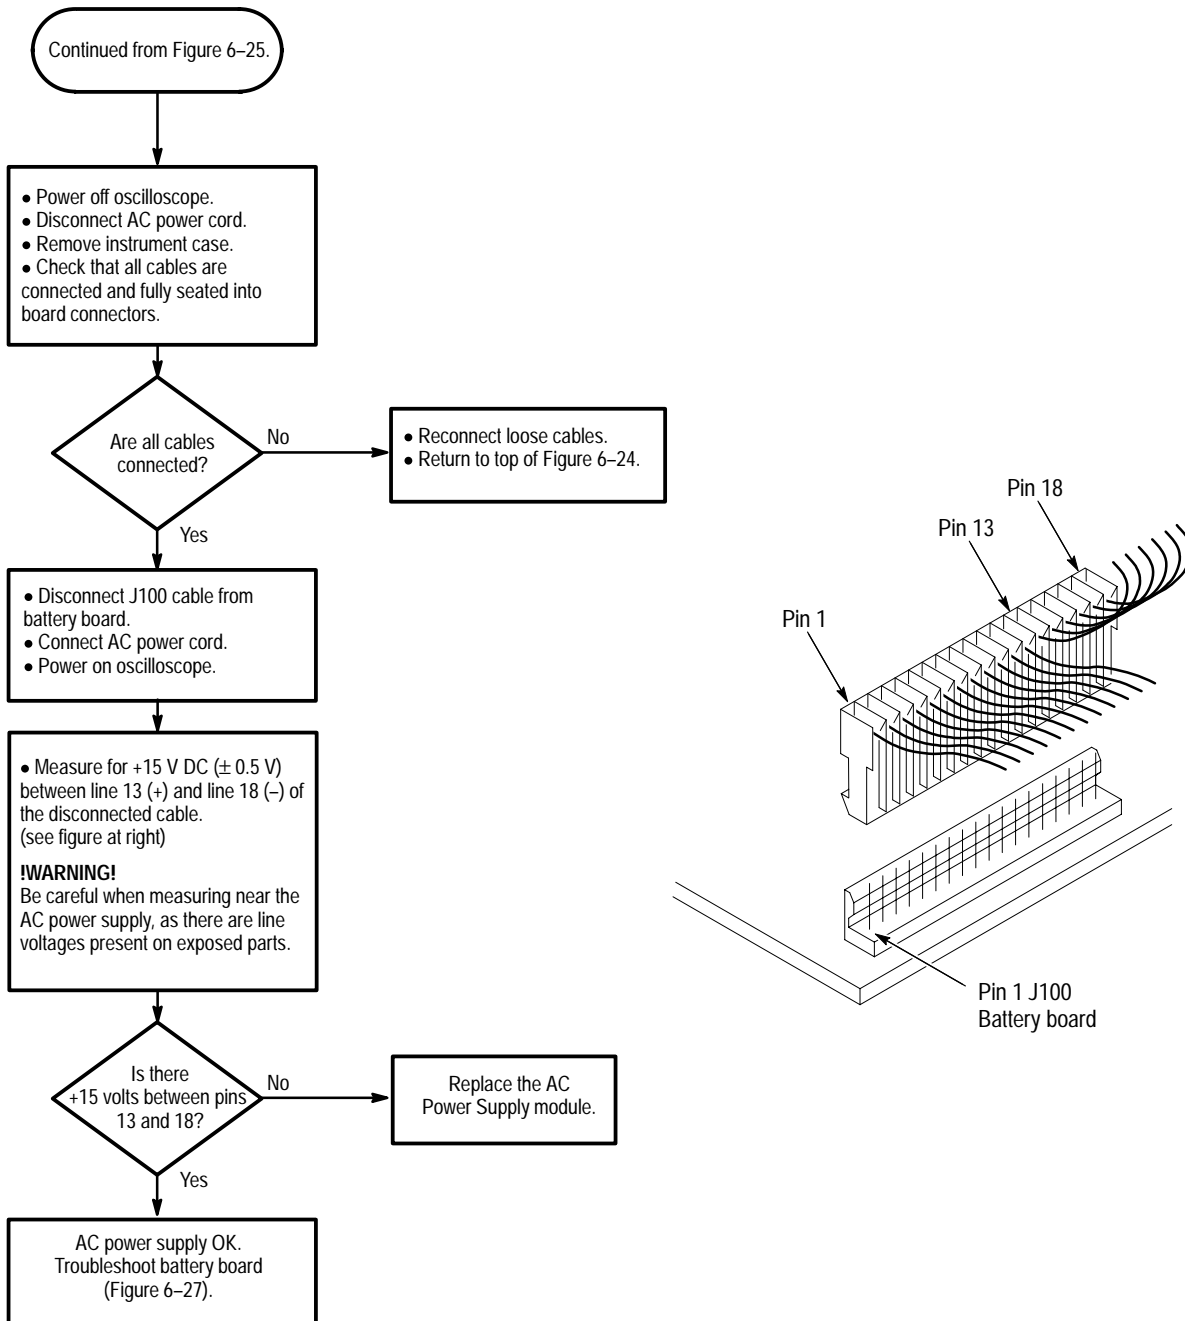 Continued from Figure 6–25.
● Power off oscilloscope.
● Disconnect AC power cord.
● Remove instrument case.
● Check that all cables are
connected and fully seated into
board connectors.
Are all cables
connected?
No
● Reconnect loose cables.
● Return to top of Figure 6–24.
Yes
● Disconnect J100 cable from
battery board.
● Connect AC power cord.
● Power on oscilloscope.
● Measure for +15 V DC (± 0.5 V)
between line 13 (+) and line 18 (–) of
the disconnected cable.
(see figure at right)
!WARNING!
Be careful when measuring near the
AC power supply, as there are line
voltages present on exposed parts.
Is there
+15 volts between pins
13 and 18?
No
Replace the AC
Power Supply module.
Yes
AC power supply OK.
Troubleshoot battery board
(Figure 6–27).
Pin 18
Pin 13
Pin 1
Pin 1 J100
Battery board